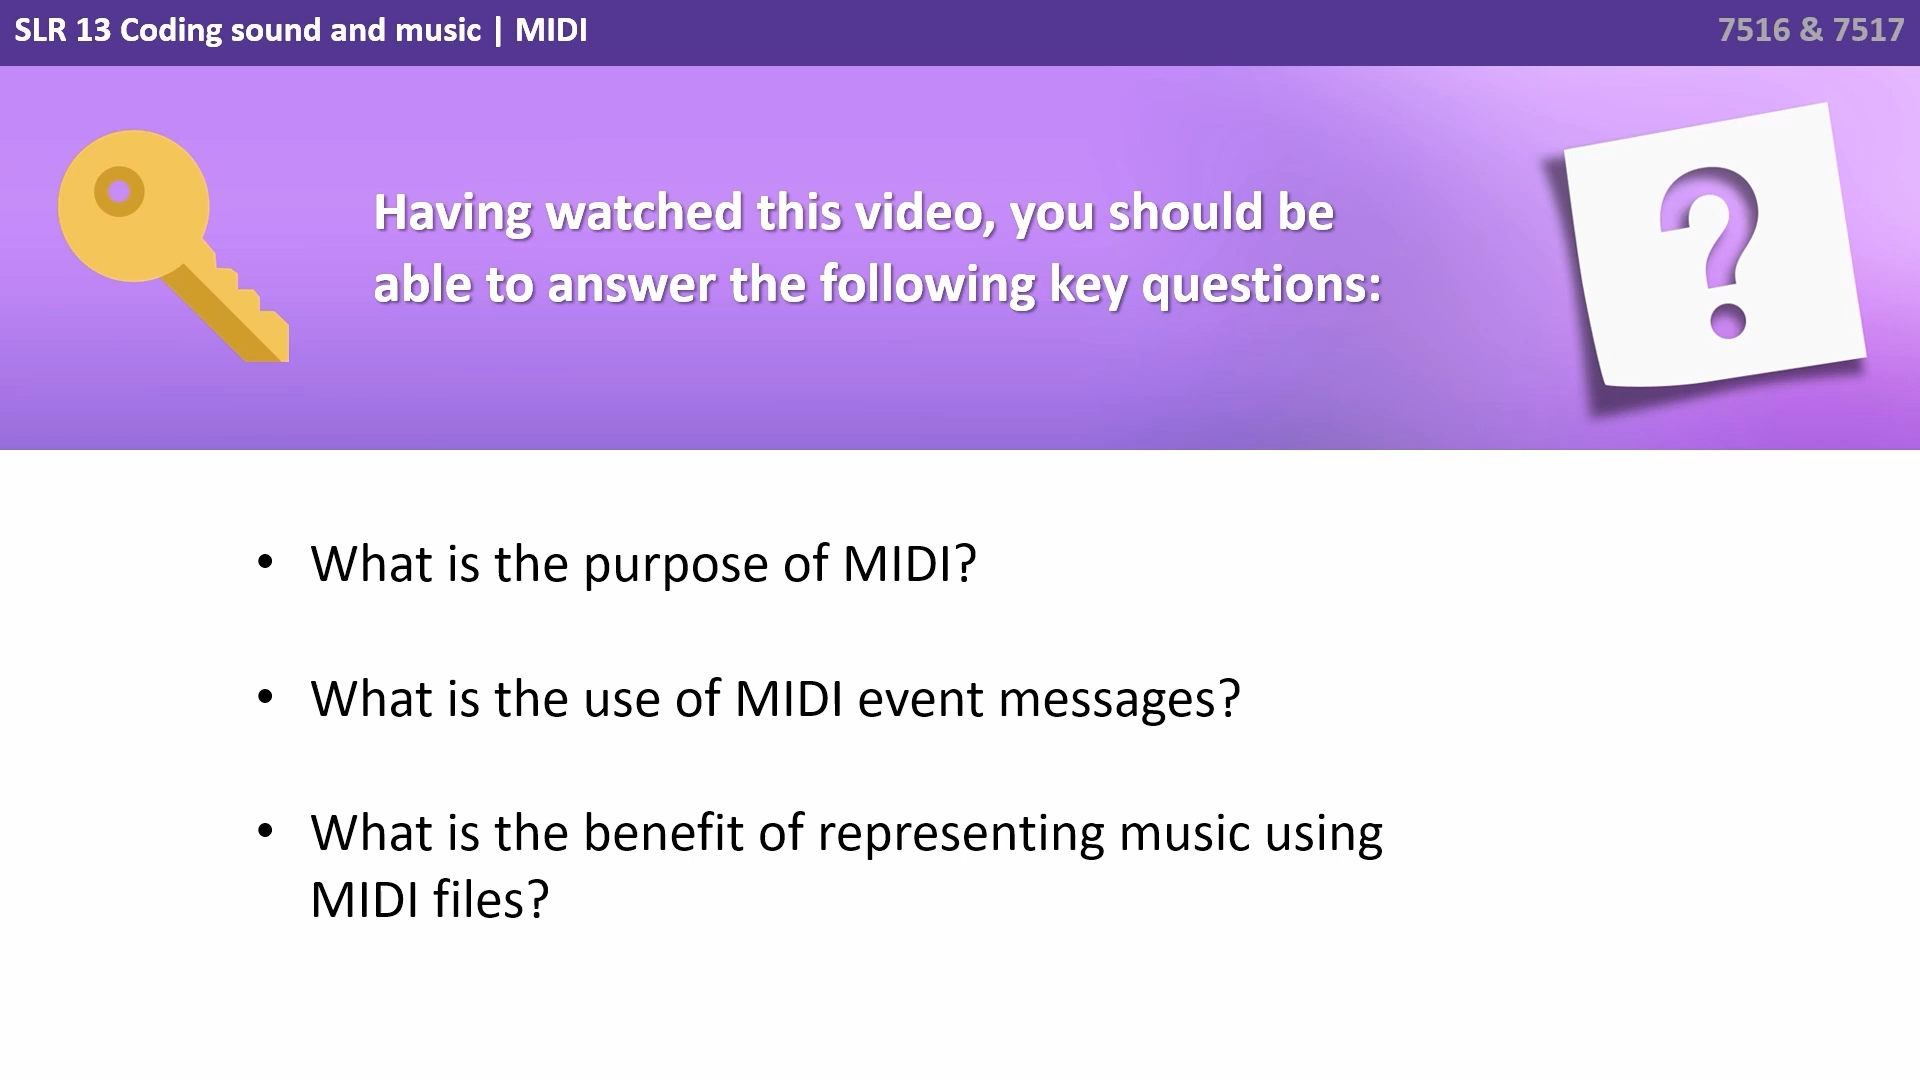 SLR 13 Coding sound and music | MIDI
7516 & 7517
Having watched this video, you should be
able to answer the following key questions:
?
• What is the purpose of MIDI?
• What is the use of MIDI event messages?
• What is the benefit of representing music using
MIDI files?